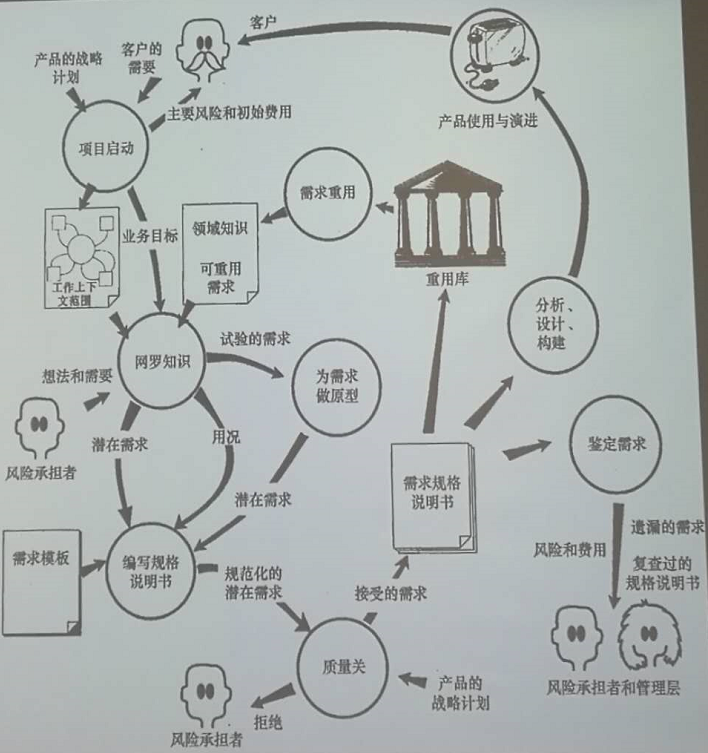 客户
产品的战略
计划
客户的
需要
主要风险和初始费用
产品使用与演进
项目启动
需求重用
领域知识
可重用
需求
业务目标
工作上下
文范围
重用库
分析、
设计、
构建
网罗知识
试验的需求
为需求
做原型
想法和需要
风险承担者
潜在需求
用况
鉴定需求
需求规格
说明书
潜在需求
需求模板
编写规格
说明书
规范化的
潜在需求
接受的需求
风险和费用
遗漏的需求
复查过的
规格说明书
质量关
产品的
战略计划
风险承担者和管理层
拒绝
风险承担者